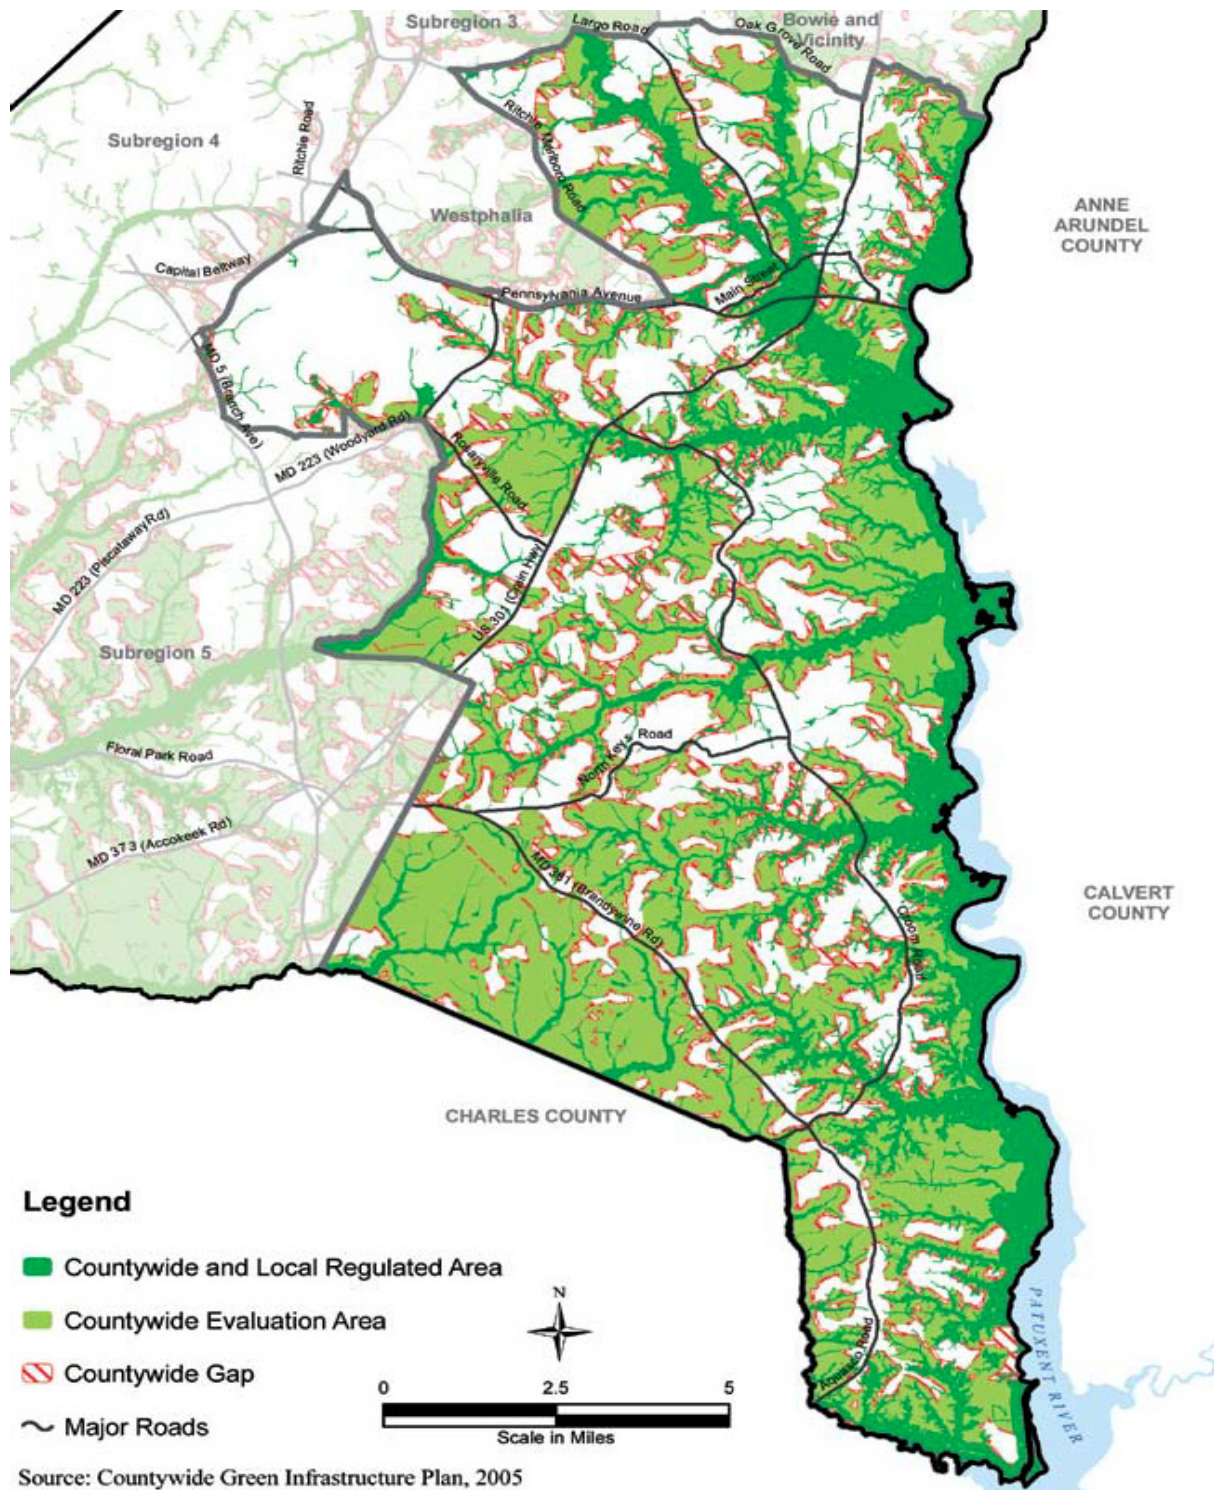 Subregion 3
Largo Road
Oak Grove Road
Bowie and
Vicinity
Ritchie Road
Ritchie Marlboro Road
Subregion 4
Westphalia
ANNE
ARUNDEL
COUNTY
Capital Beltway
Pennsylvania Avenue
Main Street
MD 5 (Branch Ave)
MD 223 (Woodyard Rd)
Rosaryville Road
MD 223 (Piscataway Rd)
US 301 (Crain Hwy)
Subregion 5
Floral Park Road
North Keys Road
MD 373 (Accokeek Rd)
MD 381 (Brandywine Rd)
Croom Road
CALVERT
COUNTY
CHARLES COUNTY
Legend
Countywide and Local Regulated Area
Countywide Evaluation Area
Countywide Gap
Major Roads
N
0 2.5 5
Scale in Miles
Aquasco Road
PATUXENT RIVER
Source: Countywide Green Infrastructure Plan, 2005